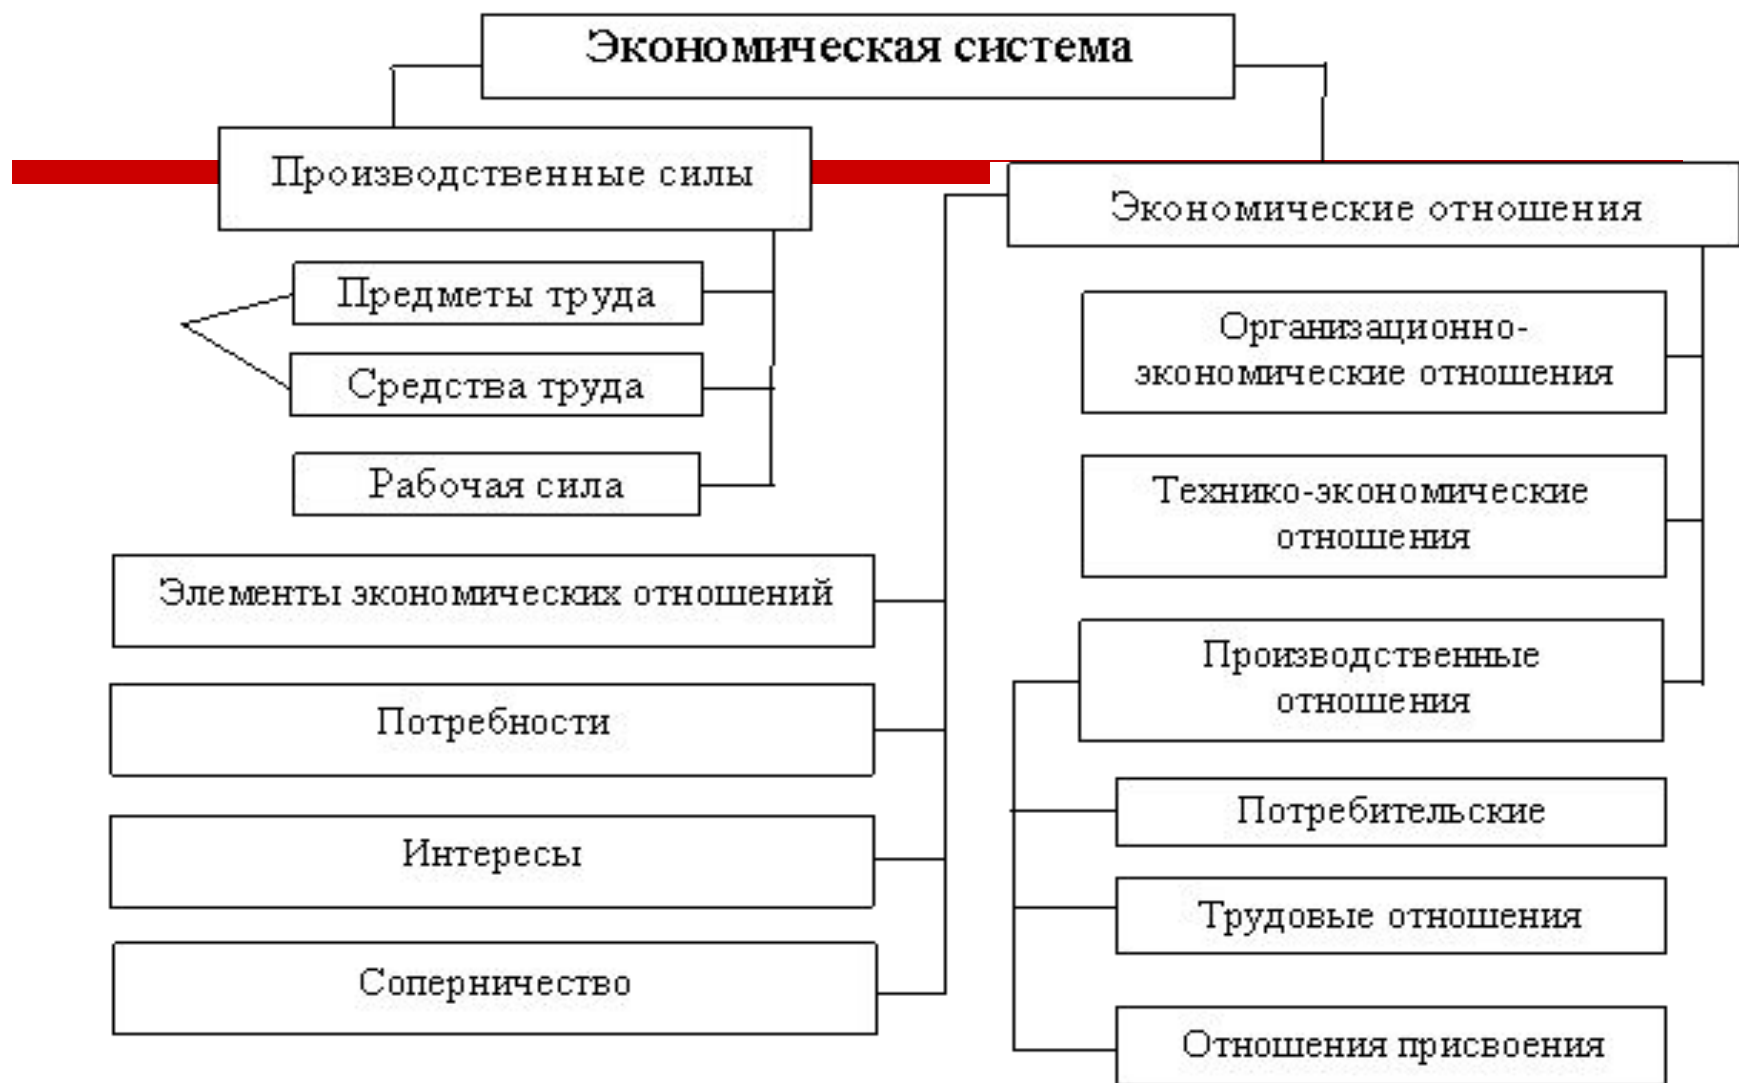 Экономическая система
Производственные силы
Предметы труда
Средства труда
Рабочая сила
Экономические отношения
Элементы экономических отношений
Потребности
Интересы
Соперничество
Организационно-
экономические отношения
Технико-экономические
отношения
Производственные
отношения
Потребительские
Трудовые отношения
Отношения присвоения